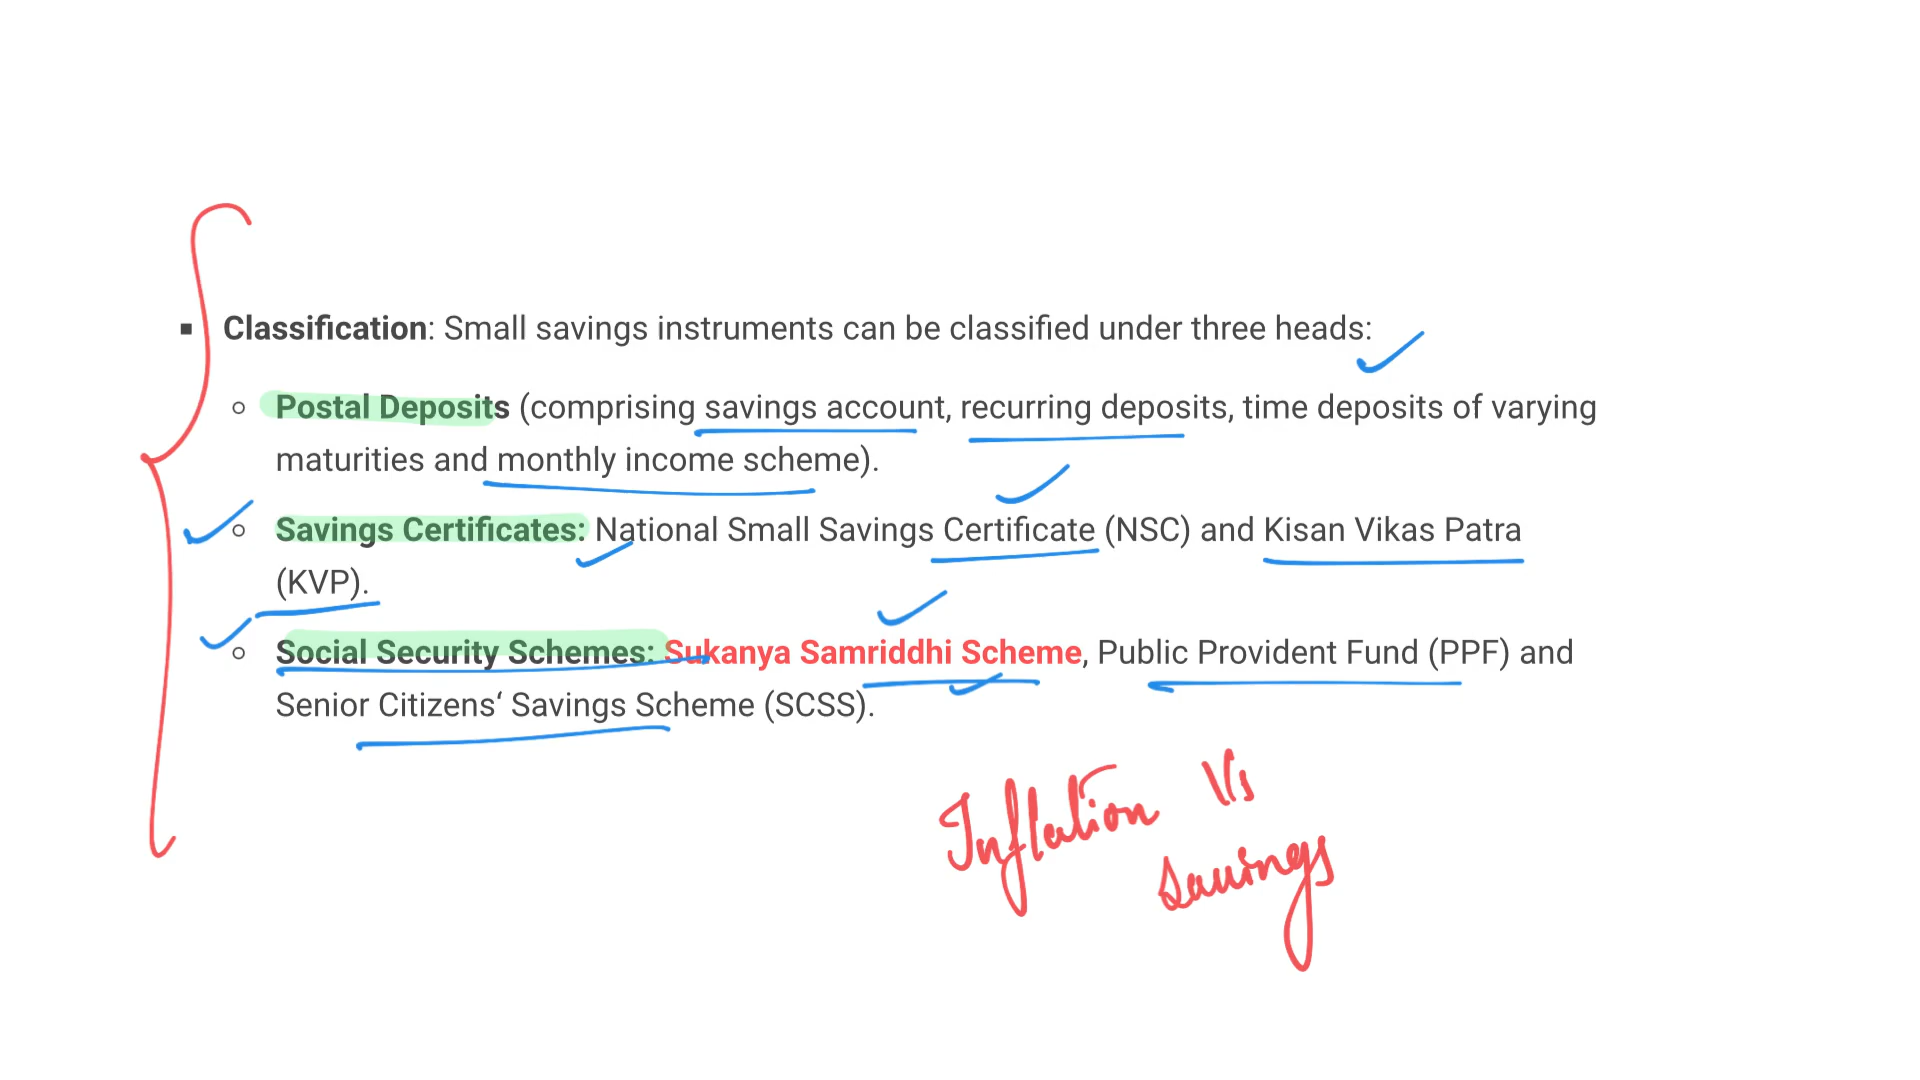 Classification: Small savings instruments can be classified under three heads:
Postal Deposits (comprising savings account, recurring deposits, time deposits of varying
maturities and monthly income scheme).
Savings Certificates: National Small Savings Certificate (NSC) and Kisan Vikas Patra
(KVP).
Social Security Schemes: Sukanya Samriddhi Scheme, Public Provident Fund (PPF) and
Senior Citizens‘ Savings Scheme (SCSS).
Inflation Vs
savings